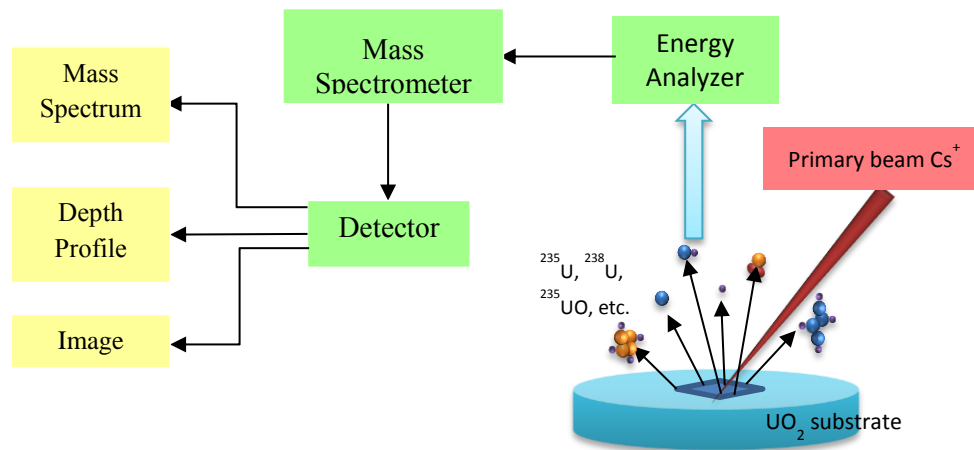 Mass
Spectrum
Depth
Profile
Image
Mass
Spectrometer
Detector
Energy
Analyzer
Primary beam Cs⁺
²³⁵U, ²³⁸U,
²³⁵UO, etc.
UO₂ substrate